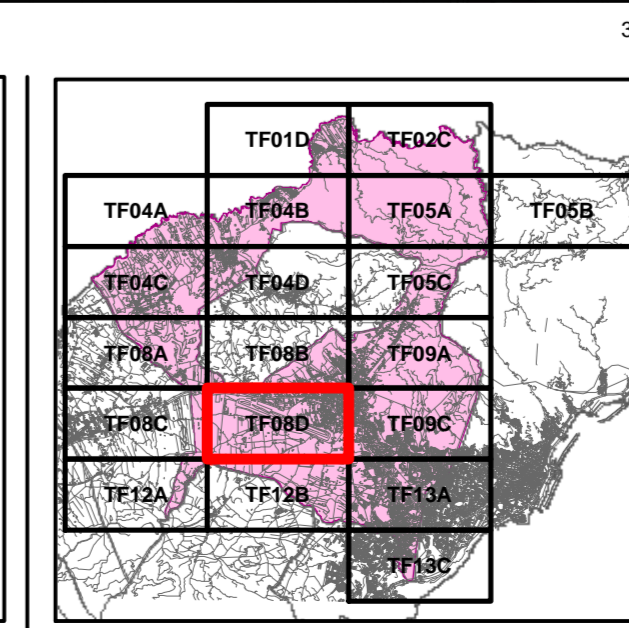 3
TF01D TF02C
TF04A TF04B TF05A TF05B
TF04C TF04D TF05C
TF08A TF08B TF09A
TF08C TF08D TF09C
TF12A TF12B TF13A
TF13C